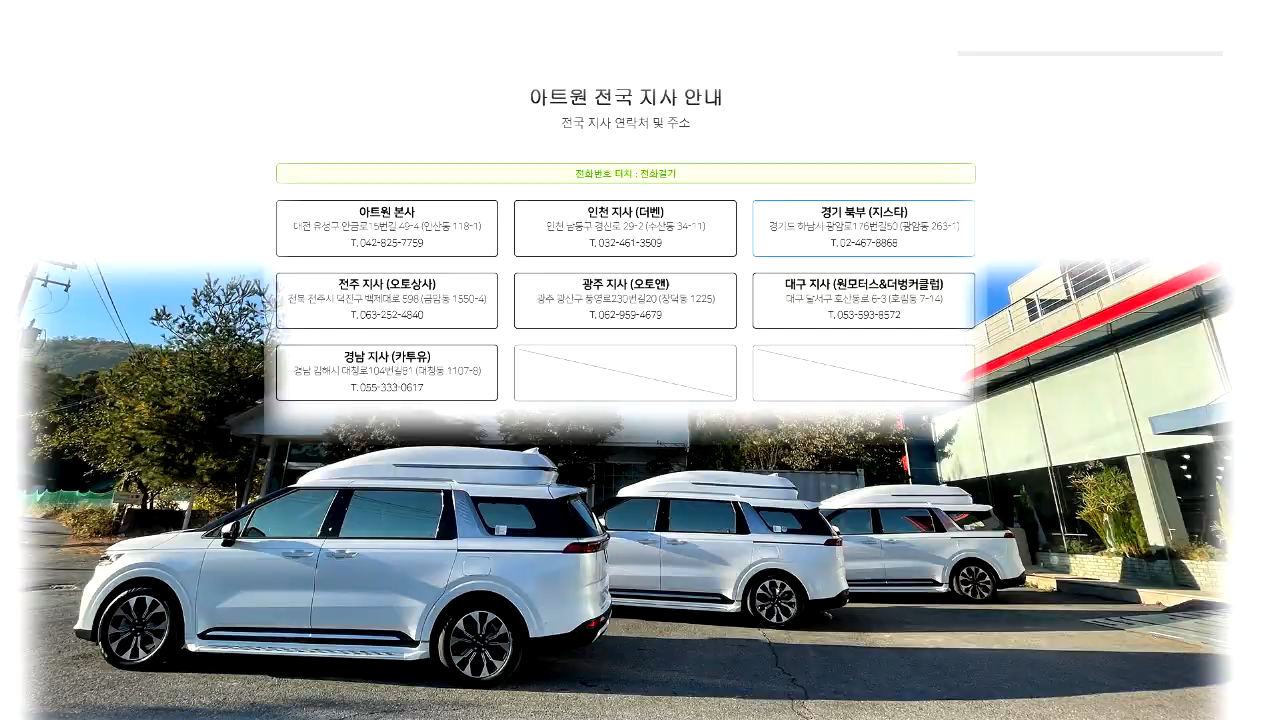 아트원 전국 지사 안내
전국 지사 연락처 및 주소
전화번호 터치 : 전화걸기
아트원 본사
대전 유성구 안금로15번길 49-4 (인산동 118-1)
T. 042-825-7759
인천 지사 (더벤)
인천 남동구 경신로 29-2 (수산동 34-11)
T. 032-461-3509
경기 북부 (지스타)
경기도 하남시 광암로176번길50 (광암동 263-1)
T. 02-467-8868
전주 지사 (오토상사)
전북 전주시 덕진구 백제대로 598 (금암동 1550-4)
T. 063-252-4840
광주 지사 (오토앤)
광주 광산구 풍영로230번길20 (장덕동 1225)
T. 062-959-4679
대구 지사 (원모터스&더벙커클럽)
대구 달서구 호산동로 6-3 (호림동 7-14)
T. 053-593-8572
경남 지사 (카투유)
경남 김해시 대청로104번길81 (대청동 1107-8)
T. 055-333-0617